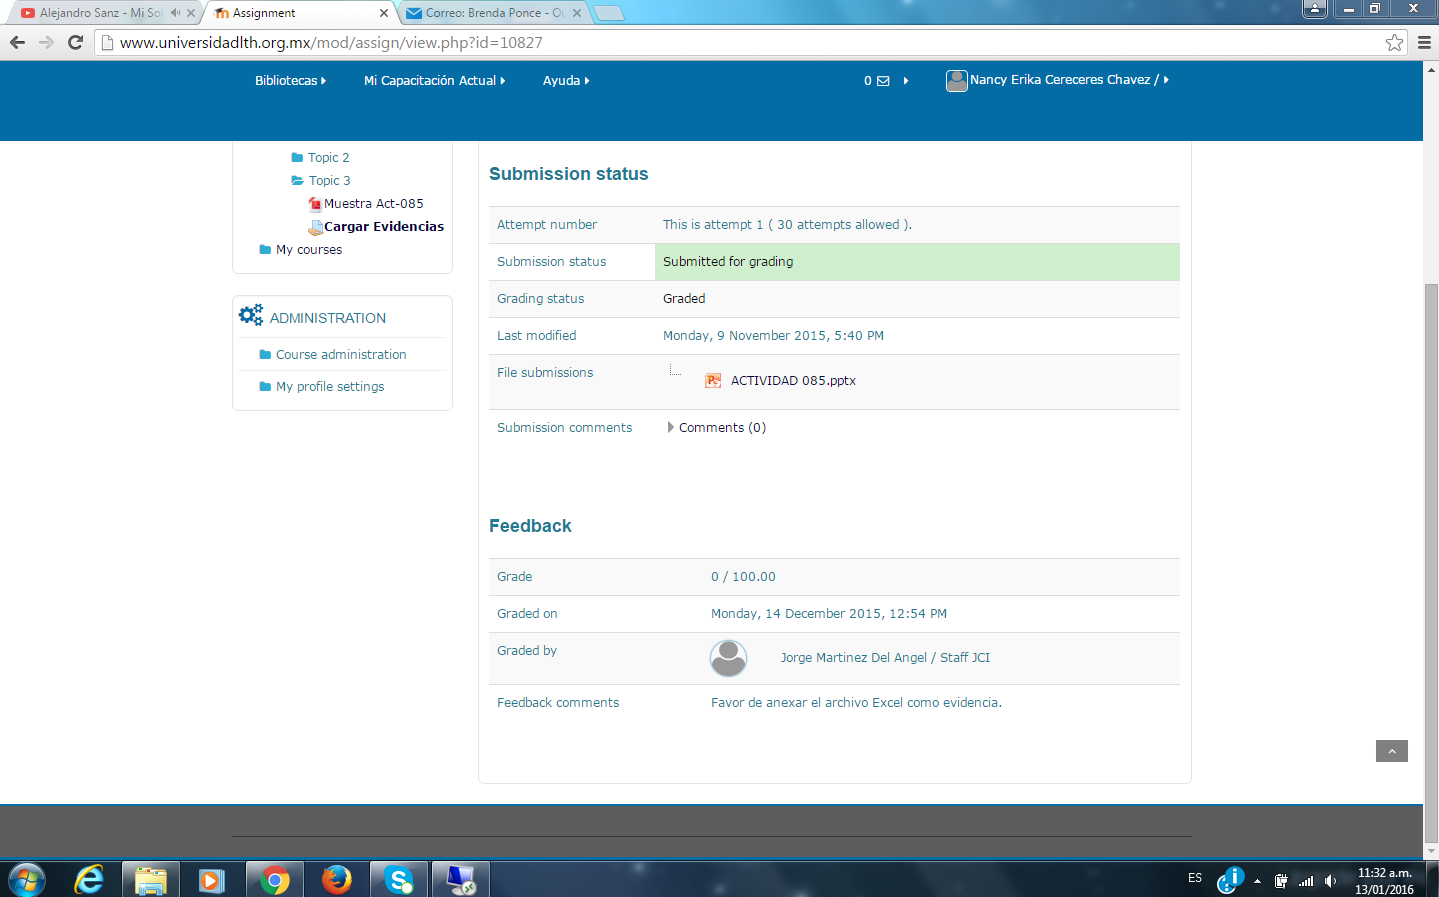 Alejandro Sanz - Mi Sol
Assignment
Correo: Brenda Ponce - Ou
www.universidadlth.org.mx/mod/assign/view.php?id=10827
Bibliotecas
Mi Capacitación Actual
Ayuda
0
Nancy Erika Cereceres Chavez /
Topic 2
Topic 3
Muestra Act-085
Cargar Evidencias
My courses
ADMINISTRATION
Course administration
My profile settings
Submission status
Attempt number This is attempt 1 ( 30 attempts allowed ).
Submission status Submitted for grading
Grading status Graded
Last modified Monday, 9 November 2015, 5:40 PM
File submissions ACTIVIDAD 085.pptx
Submission comments Comments (0)
Feedback
Grade 0 / 100.00
Graded on Monday, 14 December 2015, 12:54 PM
Graded by Jorge Martinez Del Angel / Staff JCI
Feedback comments Favor de anexar el archivo Excel como evidencia.
ES
11:32 a.m.
13/01/2016